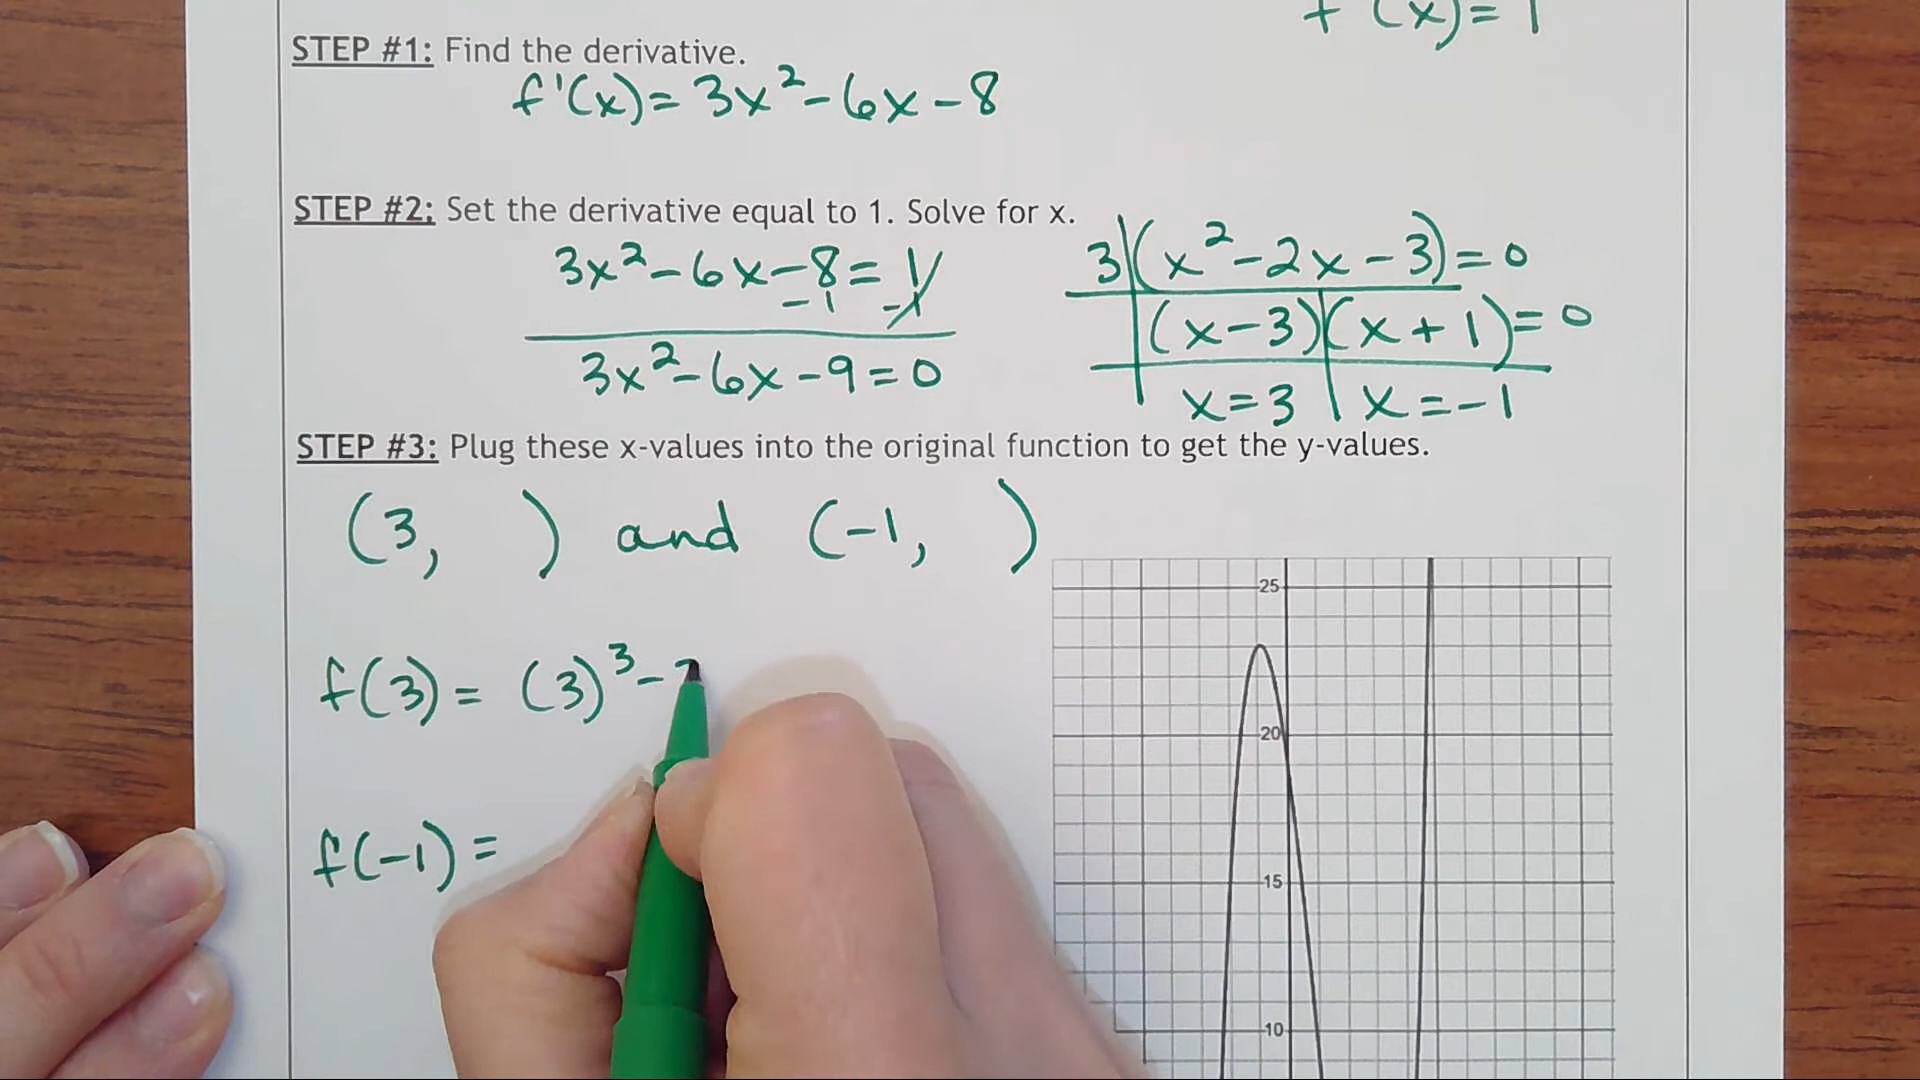 f'(x)= 1
STEP #1: Find the derivative.
f'(x)= 3x²-6x-8
STEP #2: Set the derivative equal to 1. Solve for x.
3x²-6x-8=1
-1 -1
3x²-6x-9=0
3(x²-2x-3)=0
(x-3)(x+1)=0
x=3 x=-1
STEP #3: Plug these x-values into the original function to get the y-values.
(3, ) and (-1, )
f(3)= (3)³-
f(-1)=
25
20
15
10